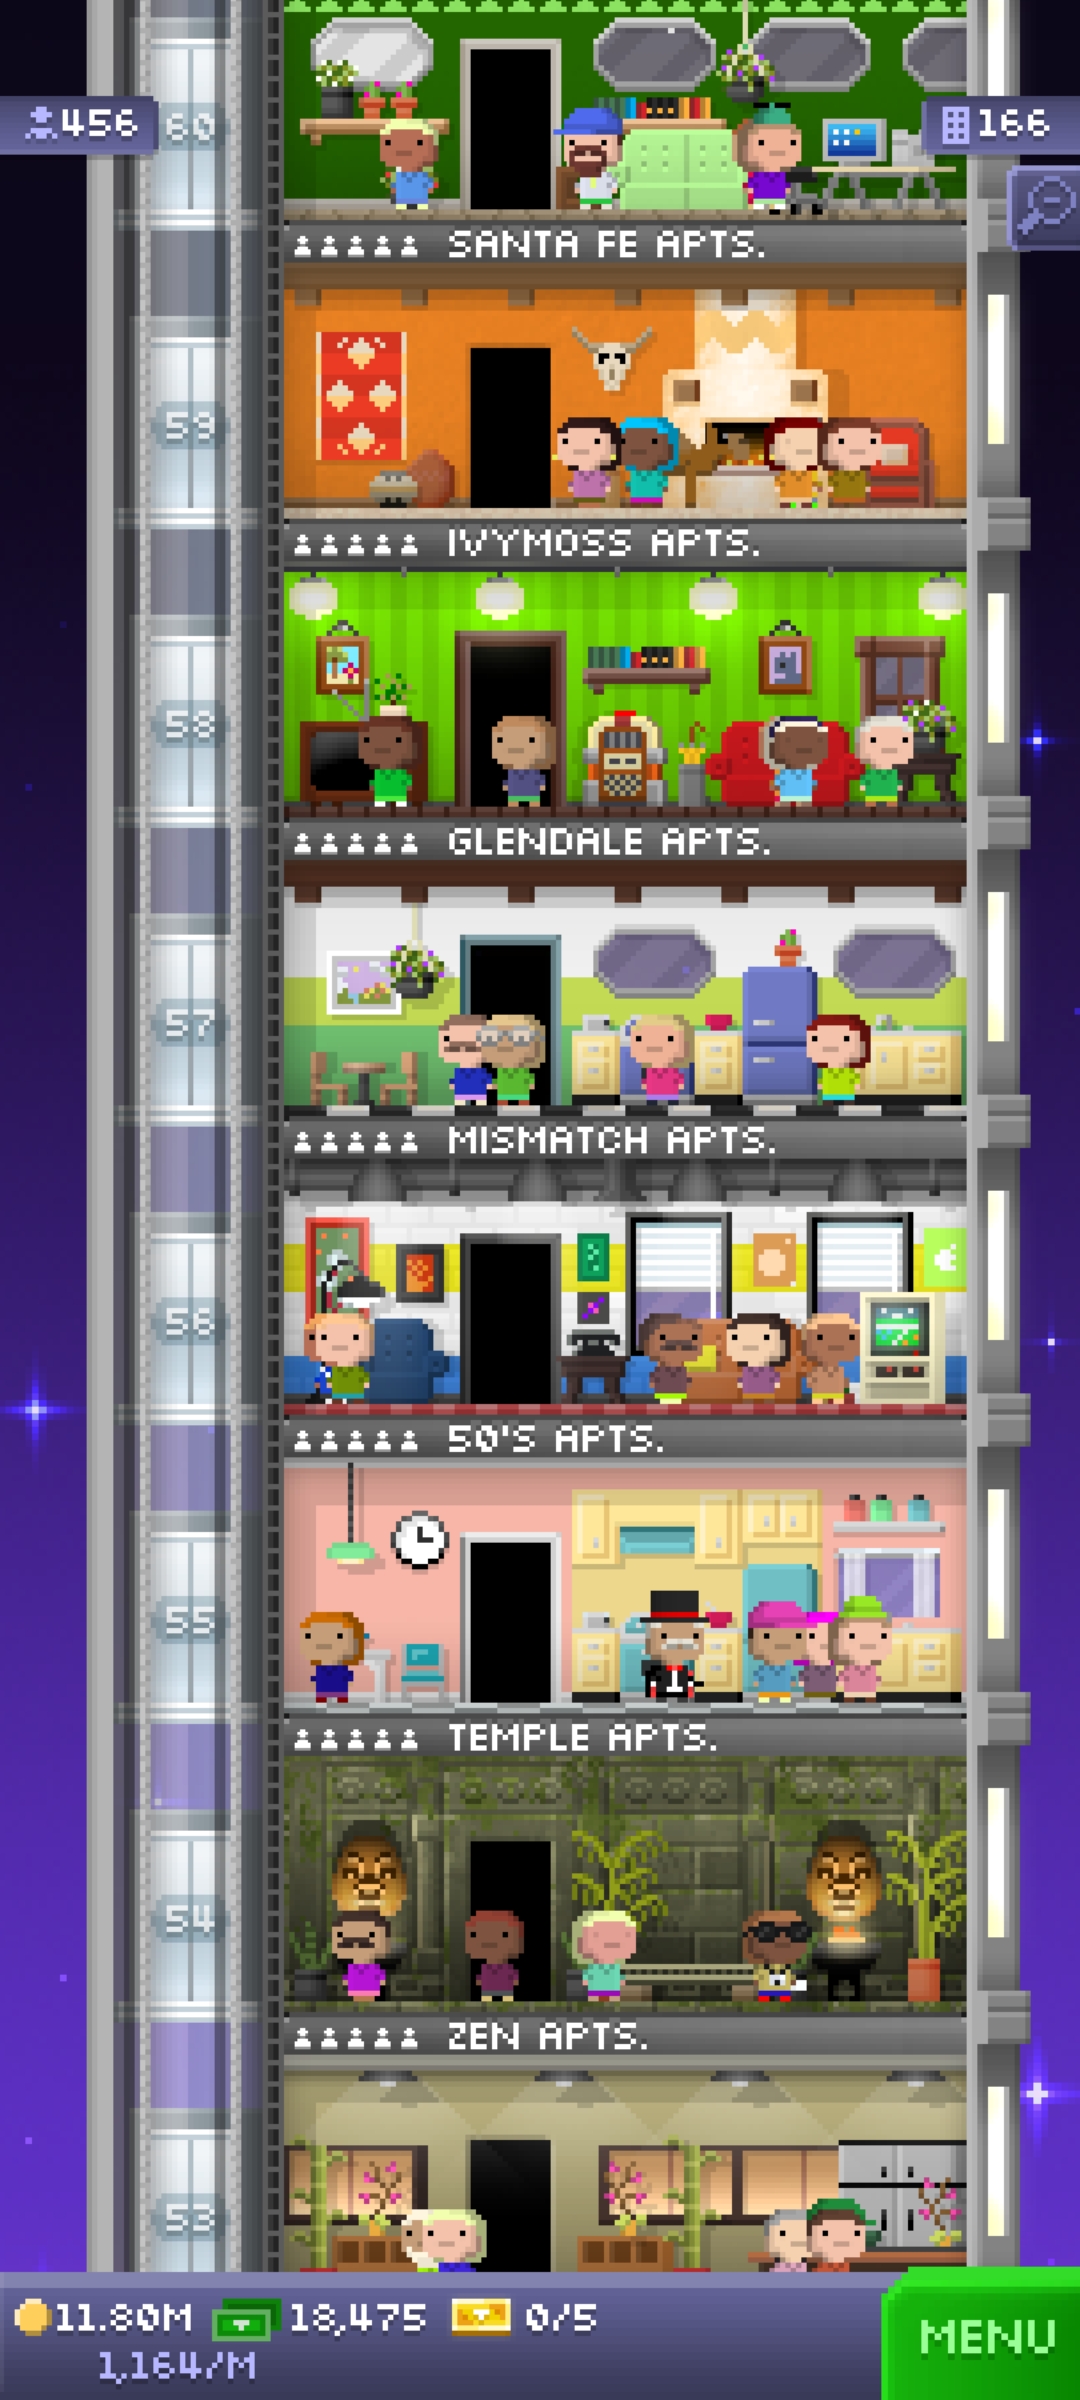 456
60
166
SANTA FE APTS.
59
IVYMOSS APTS.
58
GLENDALE APTS.
57
MISMATCH APTS.
56
50'S APTS.
55
TEMPLE APTS.
54
ZEN APTS.
53
11.80M 18,475 0/5
1,164/M
MENU